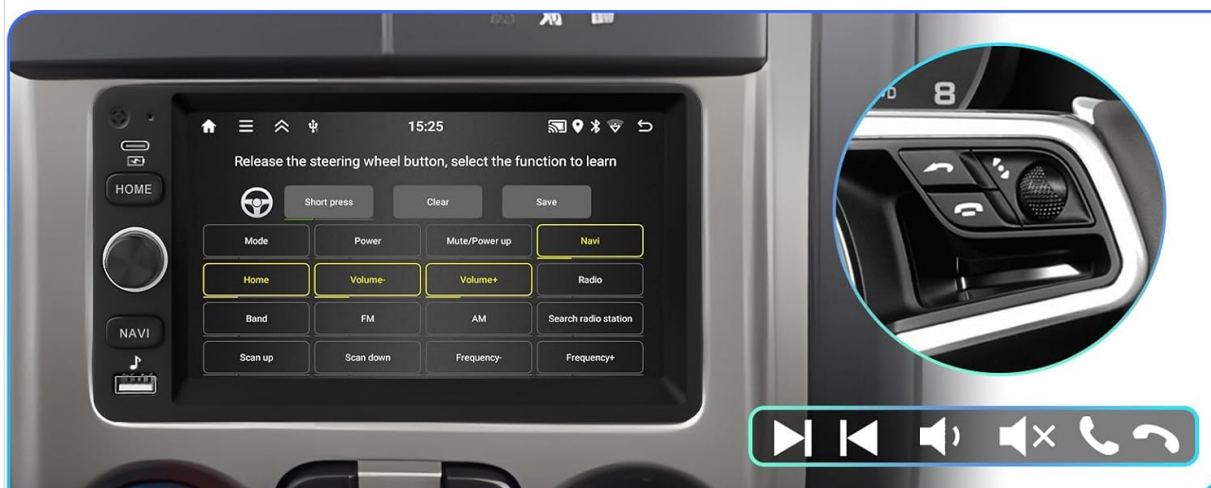 15:25
Release the steering wheel button, select the function to learn
HOME
Short press Clear Save
Mode Power Mute/Power up Navi
Home Volume- Volume+ Radio
Band FM AM Search radio station
NAVI
Scan up Scan down Frequency- Frequency+
8